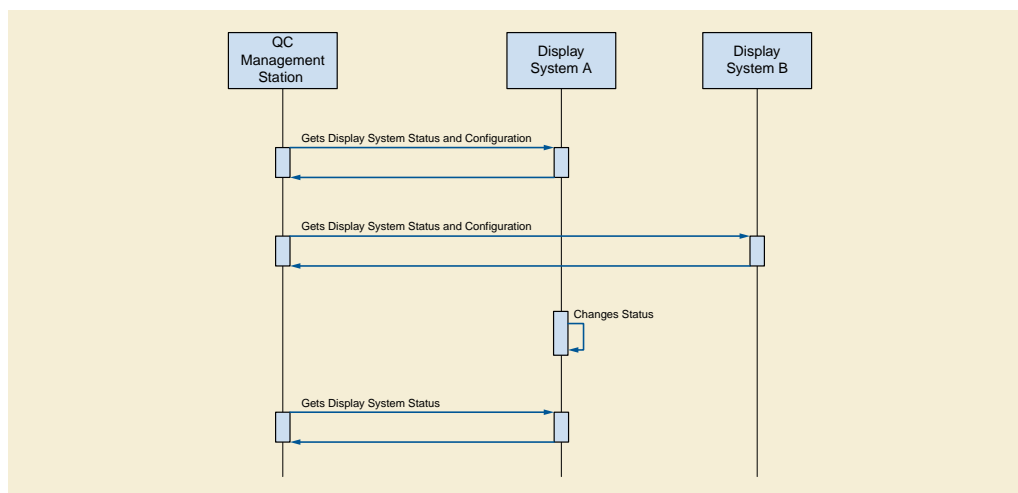 QC
Management
Station
Display
System A
Display
System B
Gets Display System Status and Configuration
Gets Display System Status and Configuration
Changes Status
Gets Display System Status